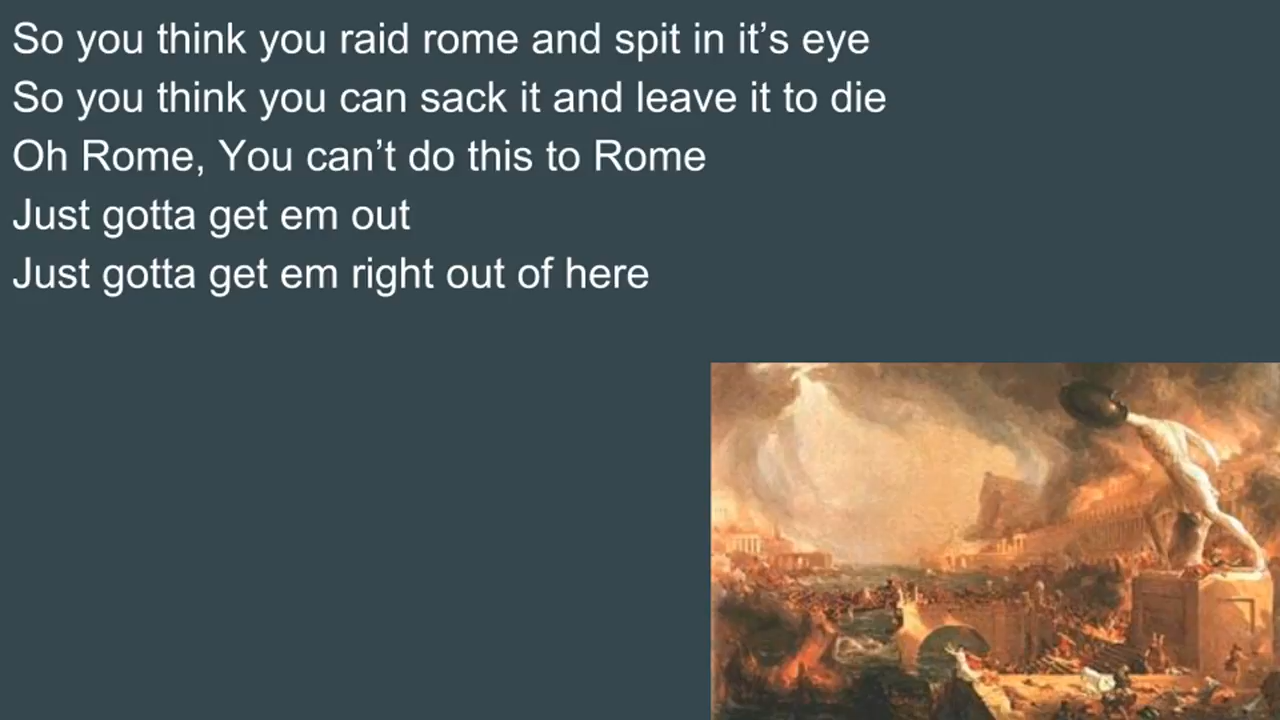 So you think you raid rome and spit in it’s eye
So you think you can sack it and leave it to die
Oh Rome, You can’t do this to Rome
Just gotta get em out
Just gotta get em right out of here